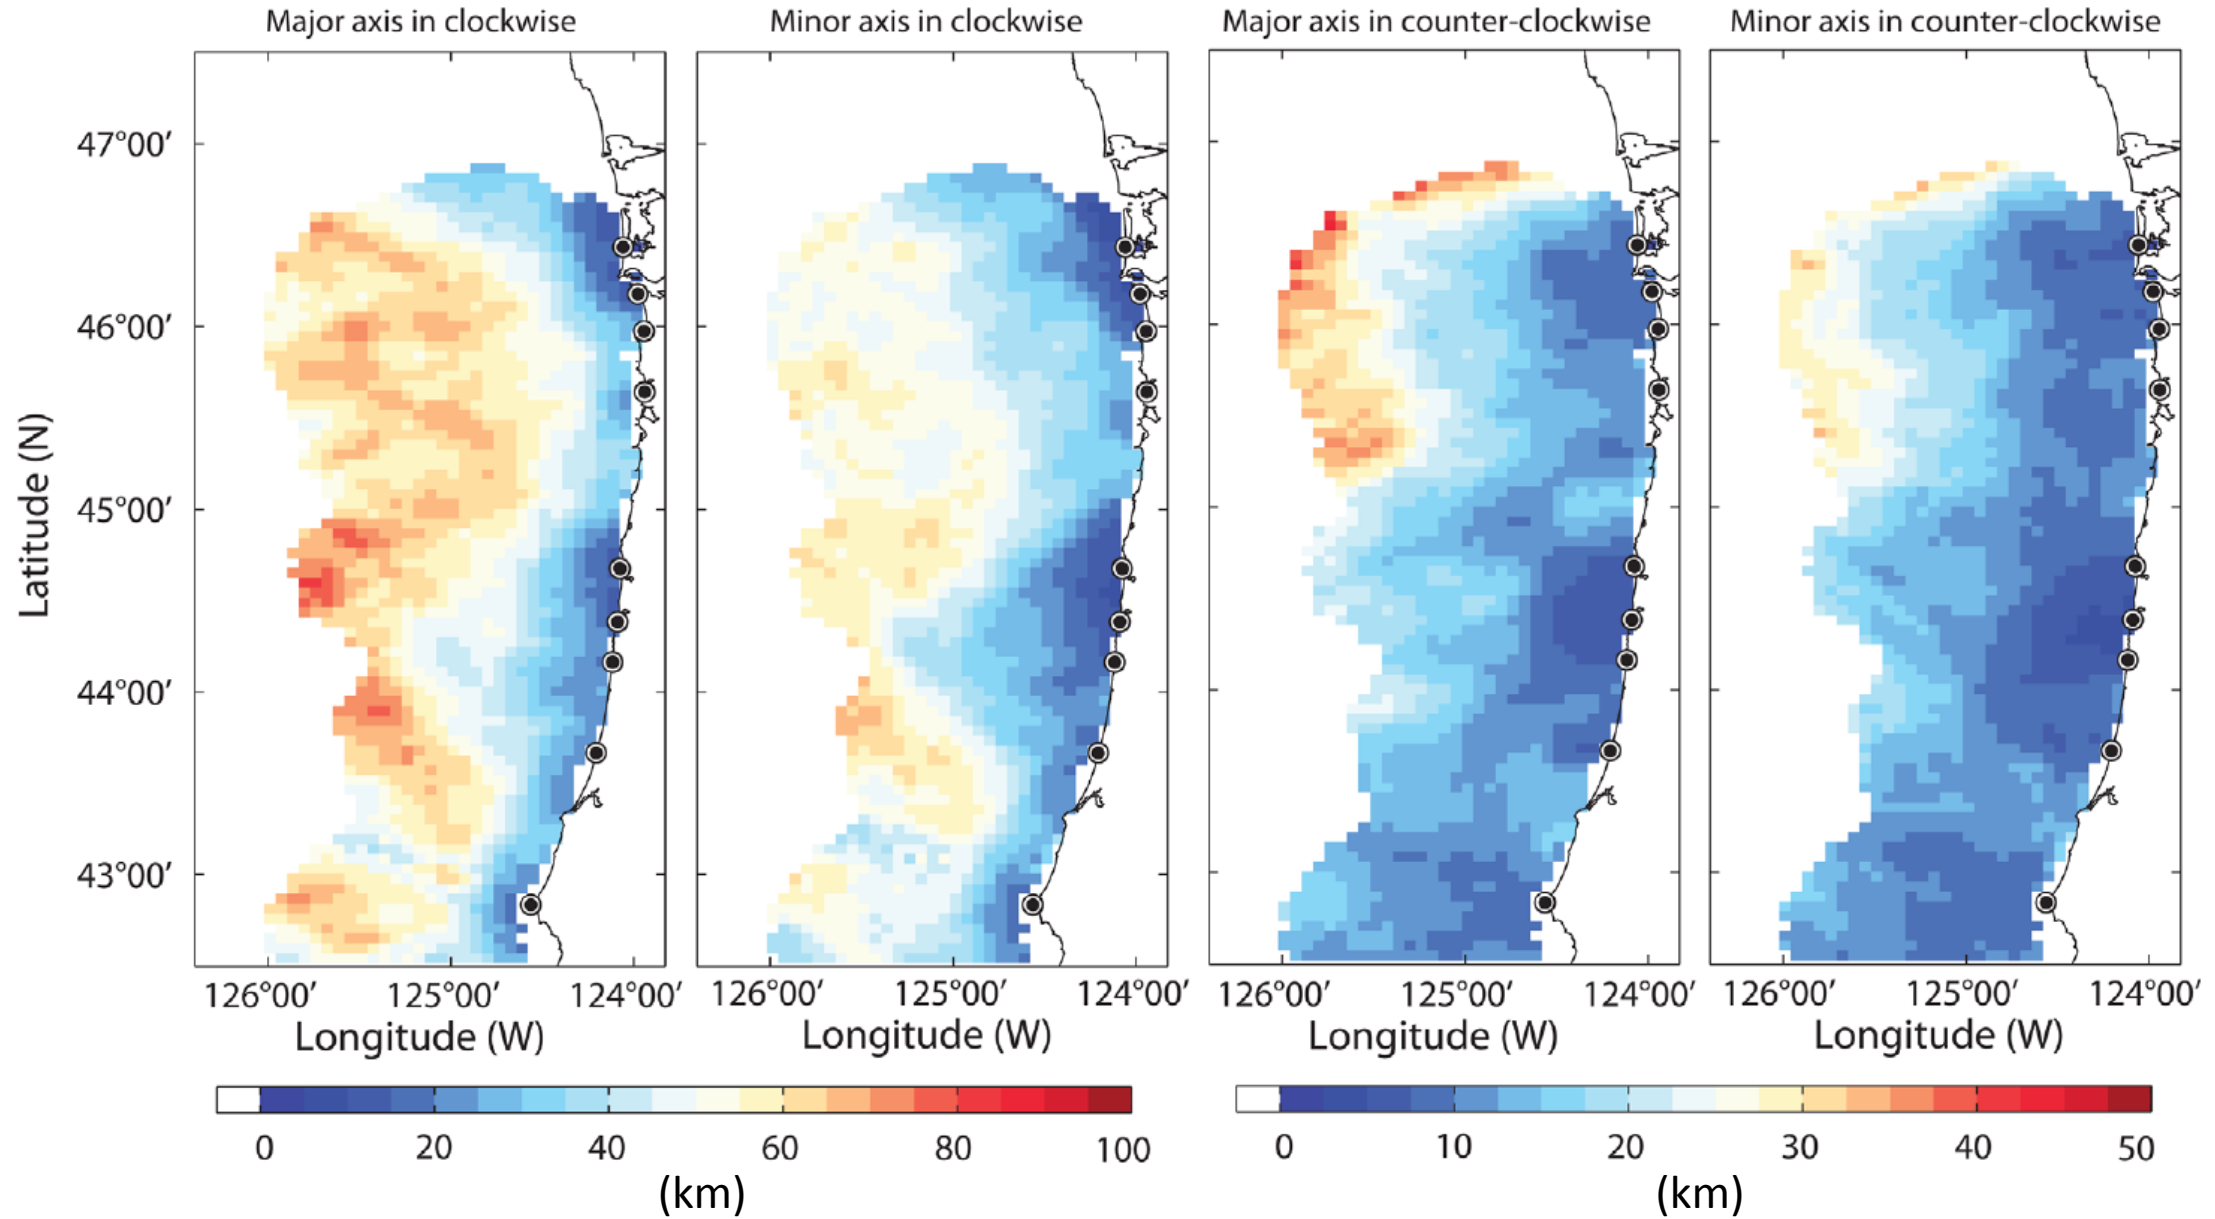 Major axis in clockwise
Minor axis in clockwise
Major axis in counter-clockwise
Minor axis in counter-clockwise
47°00′
46°00′
45°00′
44°00′
43°00′
Latitude (N)
126°00′ 125°00′ 124°00′
126°00′ 125°00′ 124°00′
126°00′ 125°00′ 124°00′
126°00′ 125°00′ 124°00′
Longitude (W)
Longitude (W)
Longitude (W)
Longitude (W)
0 20 40 60 80 100
0 10 20 30 40 50
(km)
(km)